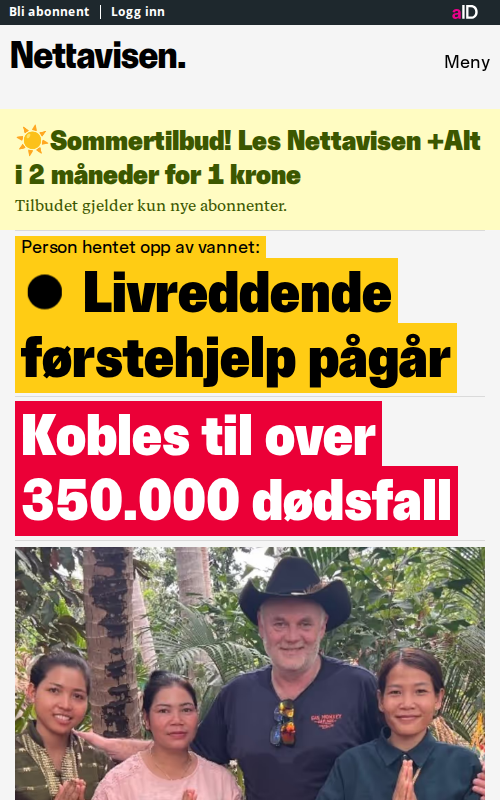 Bli abonnent | Logg inn
aID
Nettavisen.
Meny
☀️Sommertilbud! Les Nettavisen +Alt
i 2 måneder for 1 krone
Tilbudet gjelder kun nye abonnenter.
Person hentet opp av vannet:
● Livreddende
førstehjelp pågår
Kobles til over
350.000 dødsfall